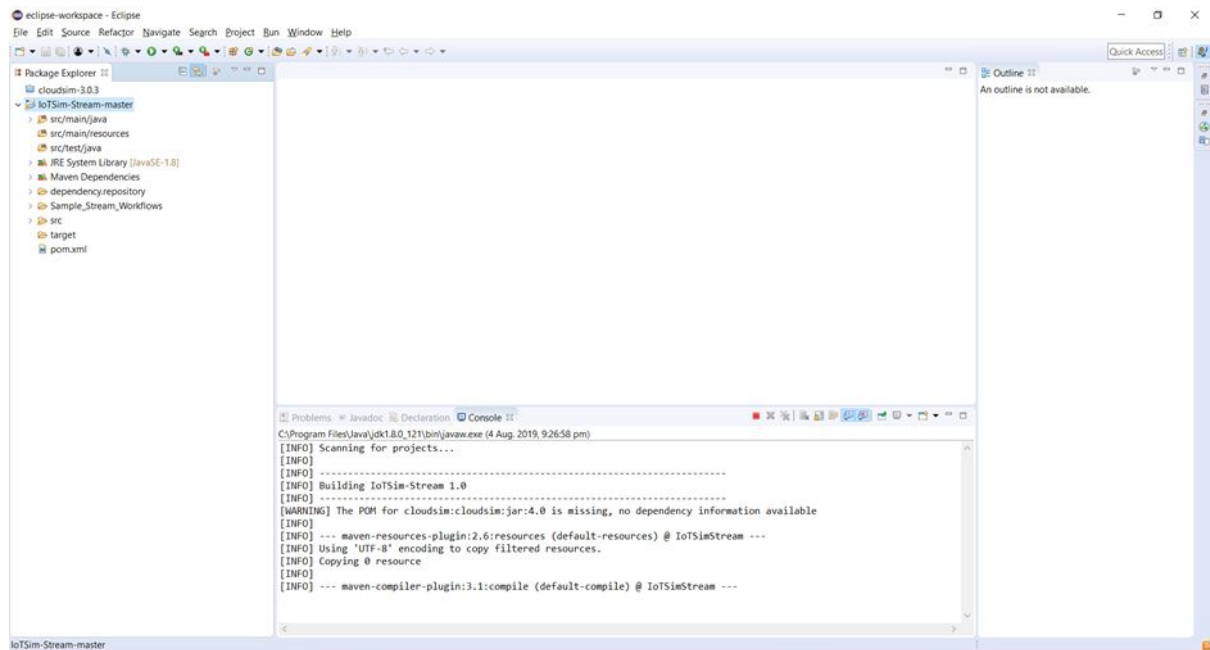 eclipse-workspace - Eclipse
File Edit Source Refactor Navigate Search Project Run Window Help
Quick Access
Package Explorer
cloudsim-3.0.3
IoTSim-Stream-master
src/main/java
src/main/resources
src/test/java
JRE System Library [JavaSE-1.8]
Maven Dependencies
dependency.repository
Sample_Stream_Workflows
src
target
pom.xml
Outline
An outline is not available.
Problems Javadoc Declaration Console
C:\Program Files\Java\jdk1.8.0_121\bin\javaw.exe (4 Aug. 2019, 9:26:58 pm)
[INFO] Scanning for projects...
[INFO]
[INFO] ------------------------------------------------------------------------
[INFO] Building IoTSim-Stream 1.0
[INFO] ------------------------------------------------------------------------
[WARNING] The POM for cloudsim:cloudsim:jar:4.0 is missing, no dependency information available
[INFO]
[INFO] --- maven-resources-plugin:2.6:resources (default-resources) @ IoTSimStream ---
[INFO] Using 'UTF-8' encoding to copy filtered resources.
[INFO] Copying 0 resource
[INFO]
[INFO] --- maven-compiler-plugin:3.1:compile (default-compile) @ IoTSimStream ---
IoTSim-Stream-master